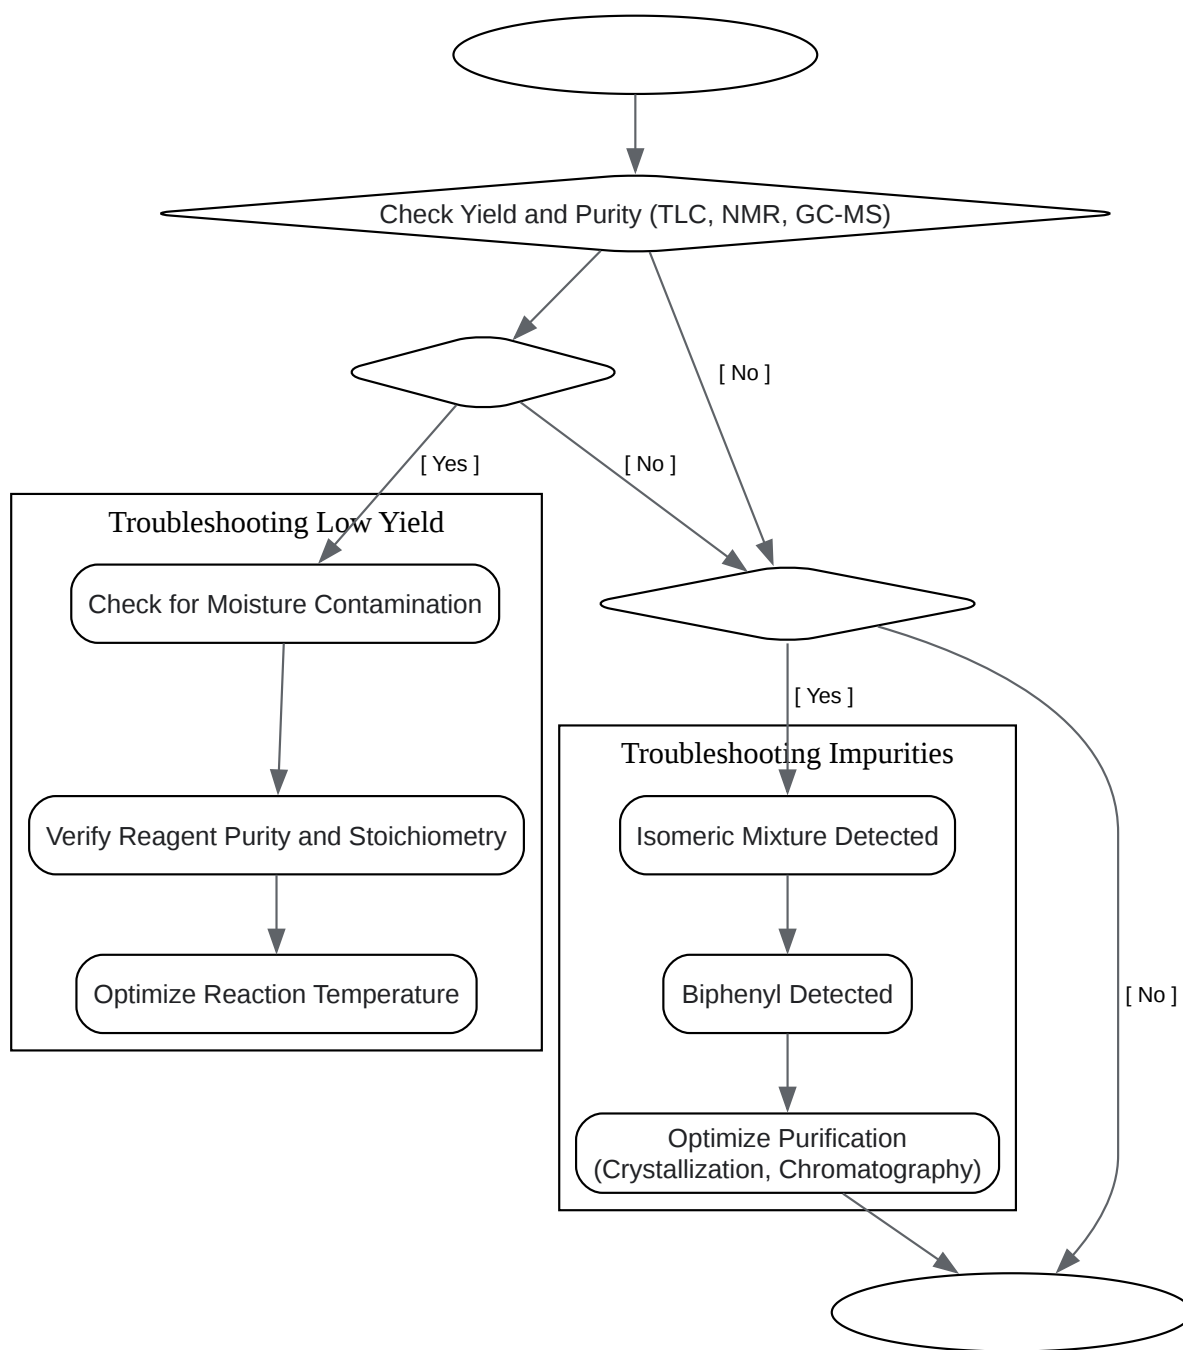 Check Yield and Purity (TLC, NMR, GC-MS)
[ No ]
[ Yes ]
[ No ]
Troubleshooting Low Yield
Check for Moisture Contamination
[ Yes ]
Troubleshooting Impurities
Verify Reagent Purity and Stoichiometry
Isomeric Mixture Detected
Optimize Reaction Temperature
Biphenyl Detected
[ No ]
Optimize Purification
(Crystallization, Chromatography)